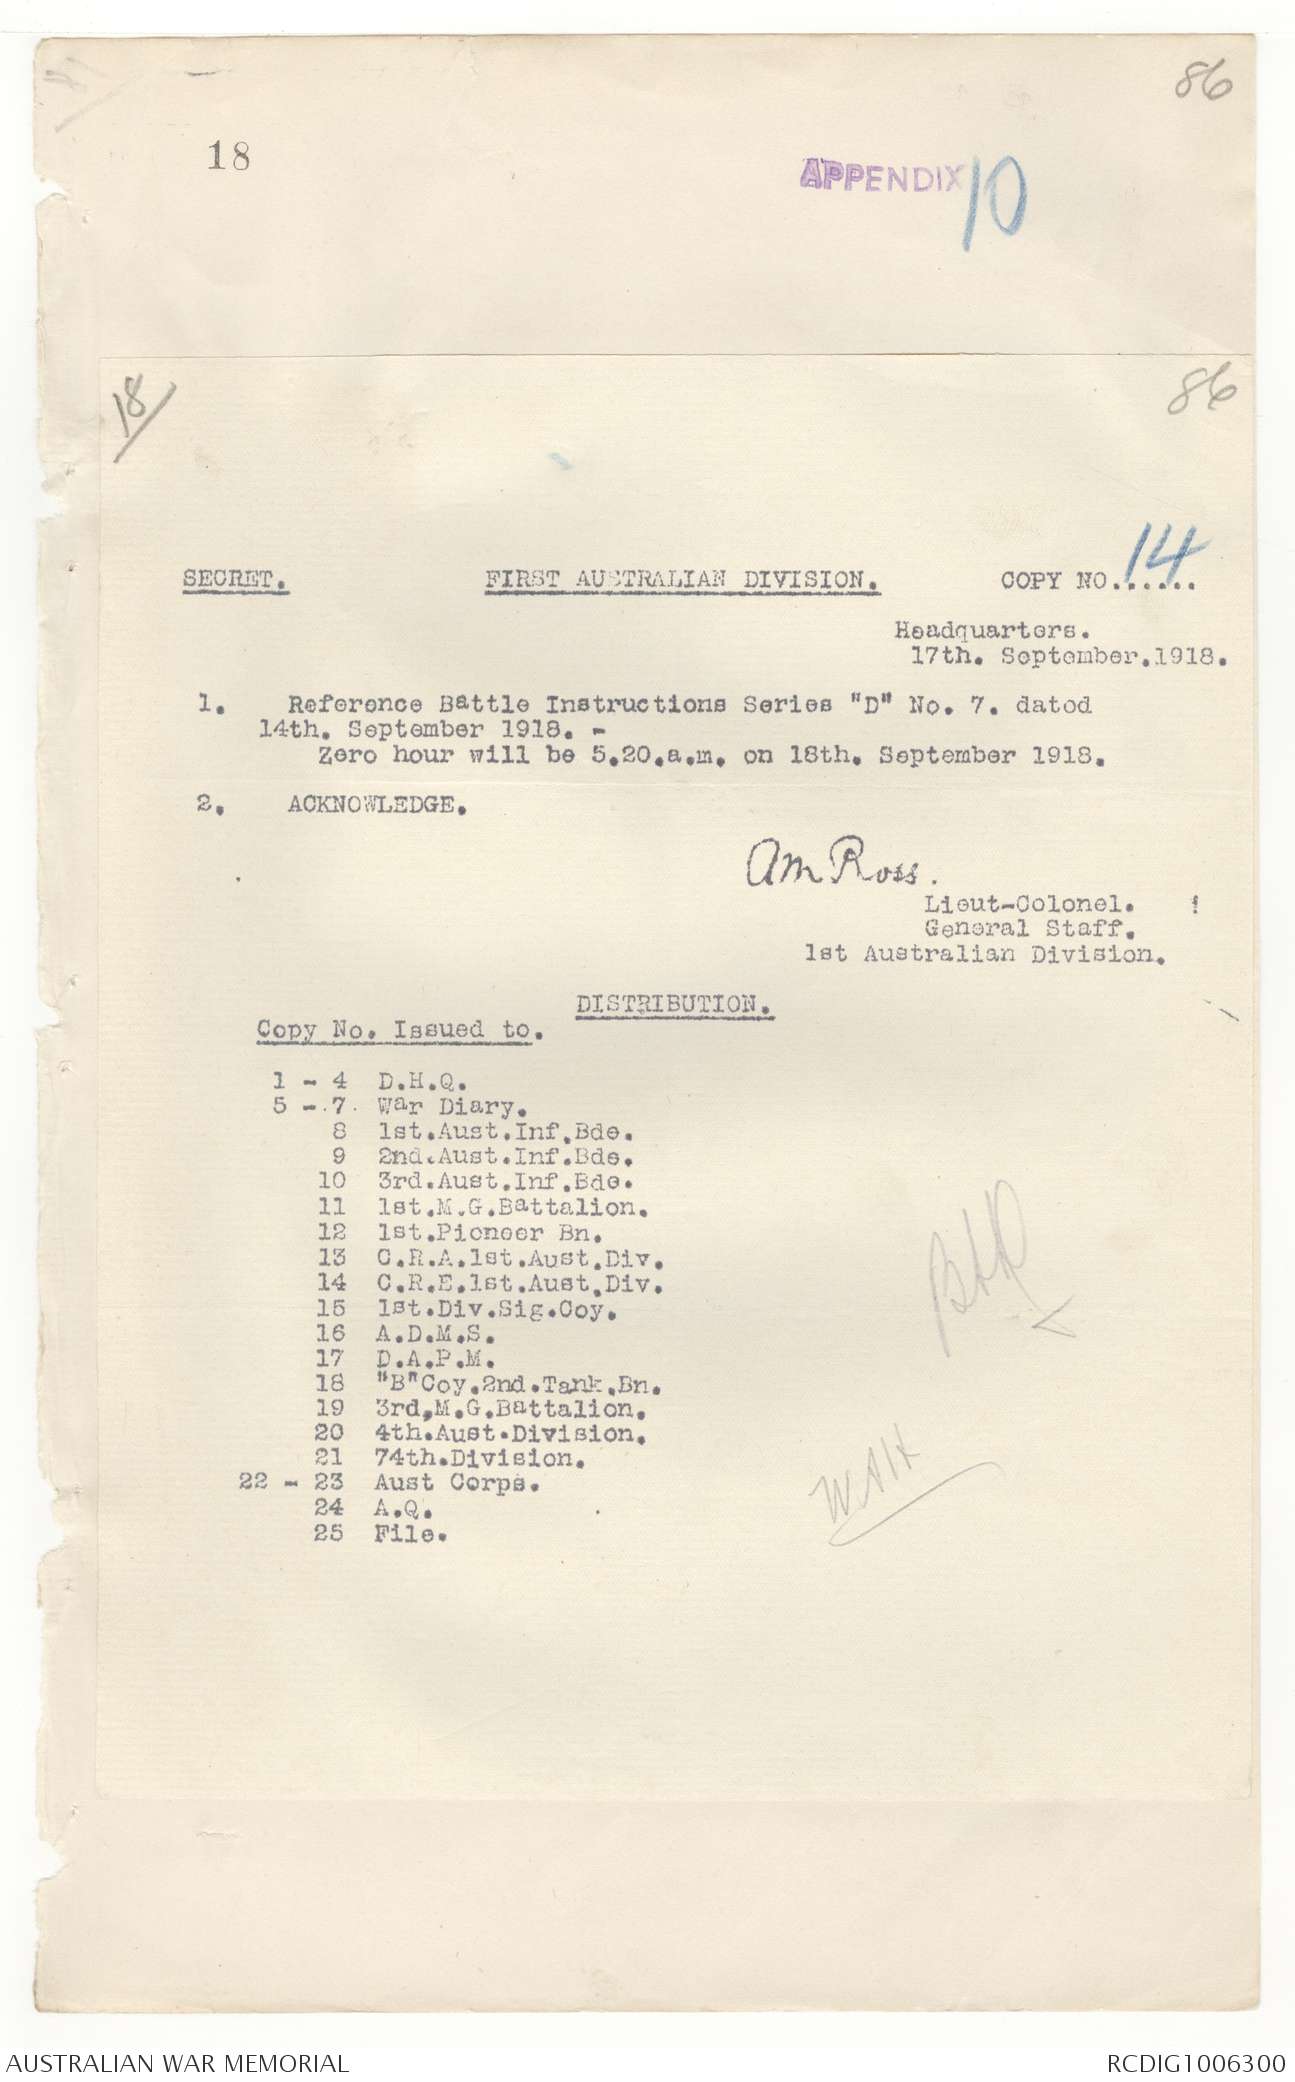 86
18
APPENDIX 10
18
86
SECRET. FIRST AUSTRALIAN DIVISION. COPY NO. 14
Headquarters.
17th. September.1918.
1. Reference Battle Instructions Series "D" No. 7. dated
14th. September 1918. -
Zero hour will be 5.20.a.m. on 18th. September 1918.
2. ACKNOWLEDGE.
AM Ross.
Lieut-Colonel.
General Staff.
1st Australian Division.
DISTRIBUTION.
Copy No. Issued to.
1 - 4 D.H.Q.
5 - 7 War Diary.
8 1st.Aust.Inf.Bde.
9 2nd.Aust.Inf.Bde.
10 3rd.Aust.Inf.Bde.
11 1st.M.G.Battalion.
12 1st.Pioneer Bn.
13 C.R.A.1st.Aust.Div.
14 C.R.E.1st.Aust.Div.
15 1st.Div.Sig.Coy.
16 A.D.M.S.
17 D.A.P.M.
18 "B"Coy.2nd.Tank.Bn.
19 3rd.M.G.Battalion.
20 4th.Aust.Division.
21 74th.Division.
22 - 23 Aust Corps.
24 A.Q.
25 File.
AUSTRALIAN WAR MEMORIAL RCDIG1006300